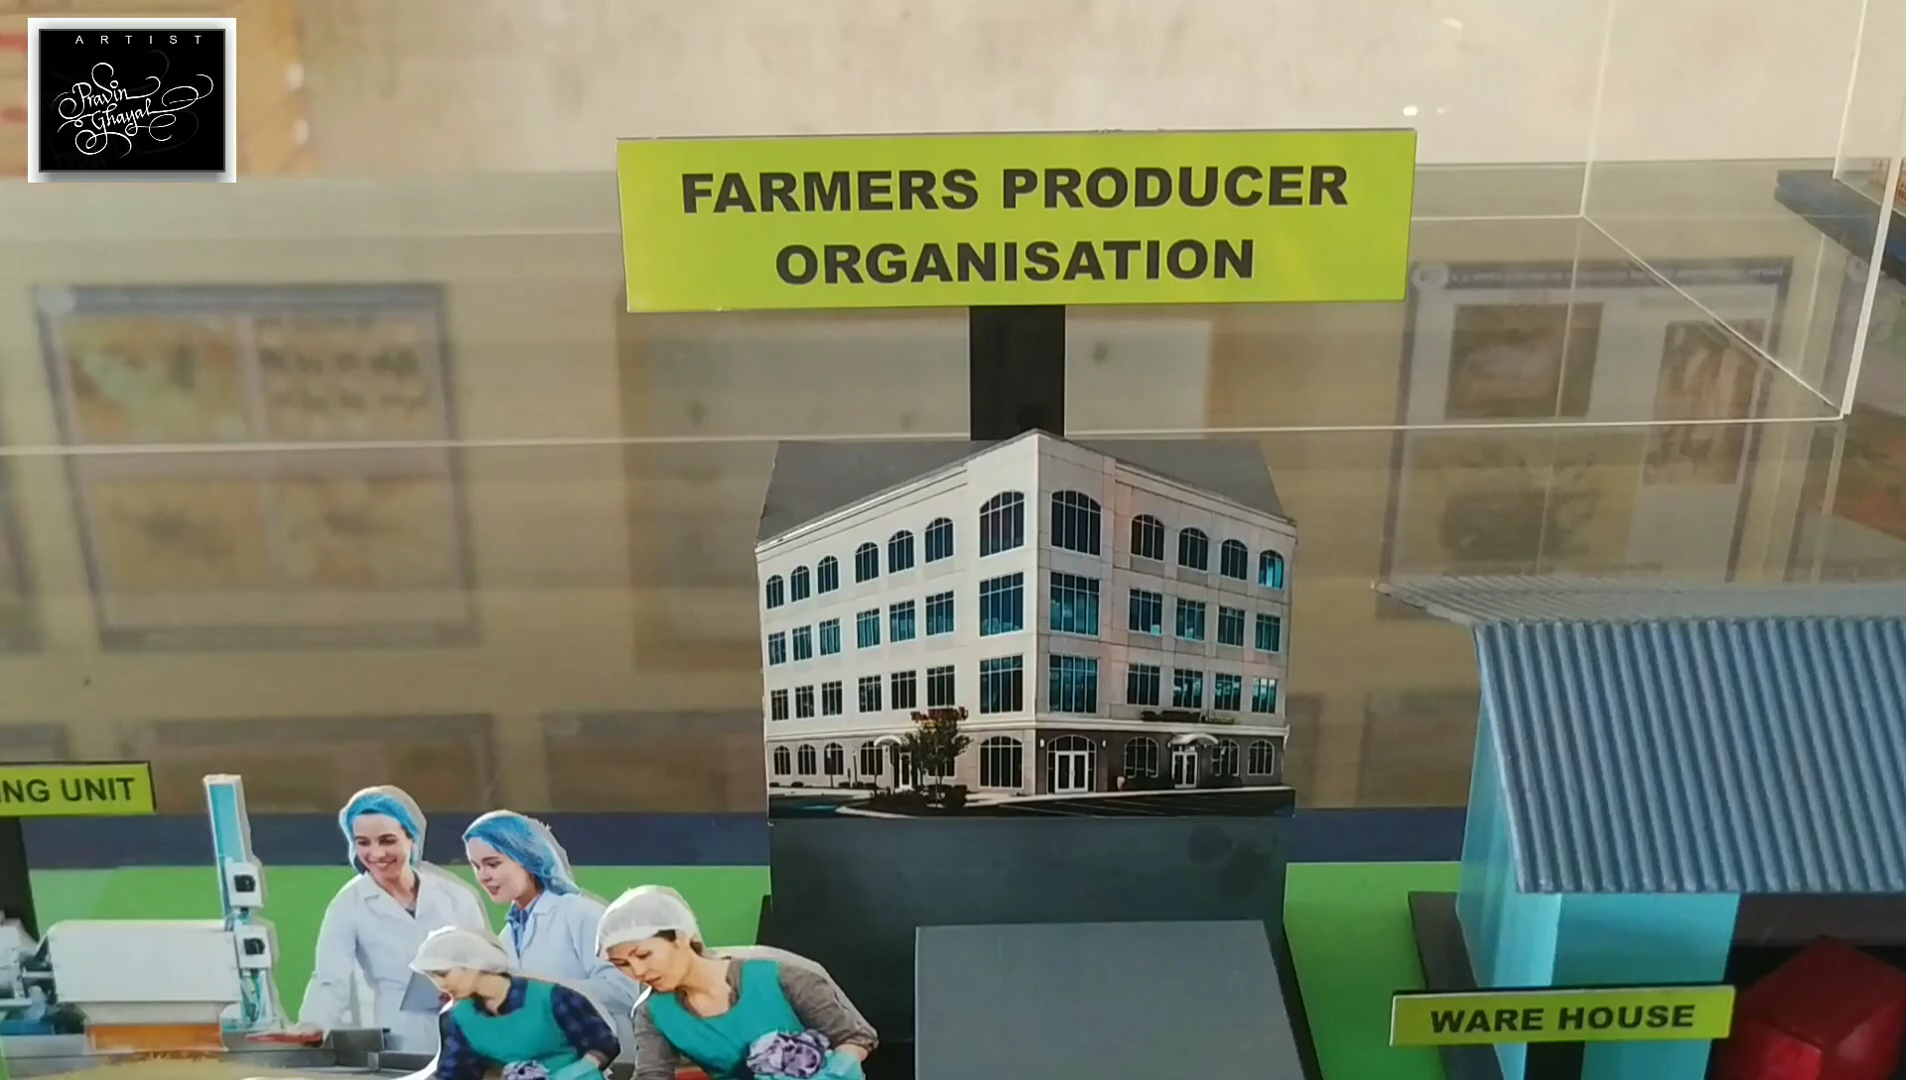 ARTIST
Pravin
Ghayal
FARMERS PRODUCER
ORGANISATION
NG UNIT
WARE HOUSE